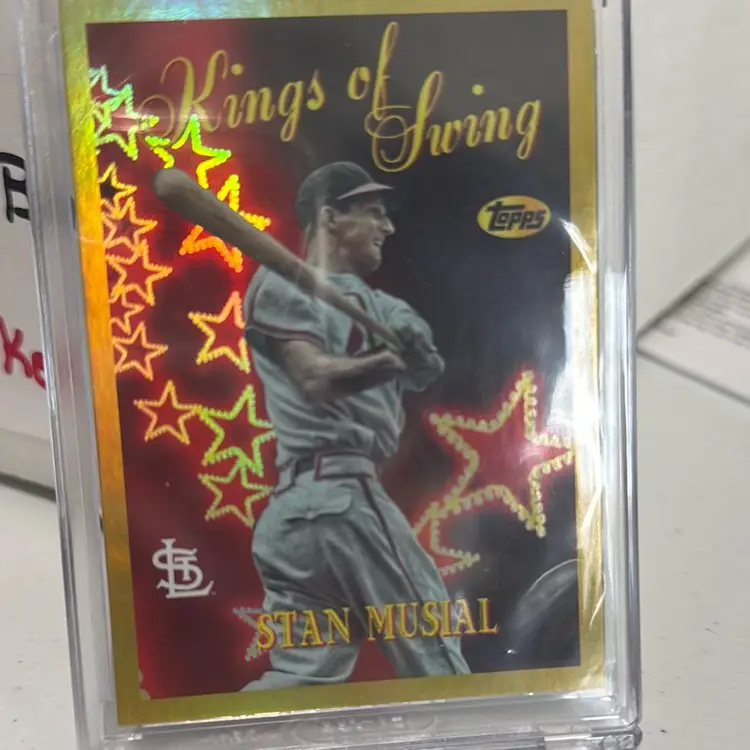 Kings of
Swing
Topps
STL
STAN MUSIAL